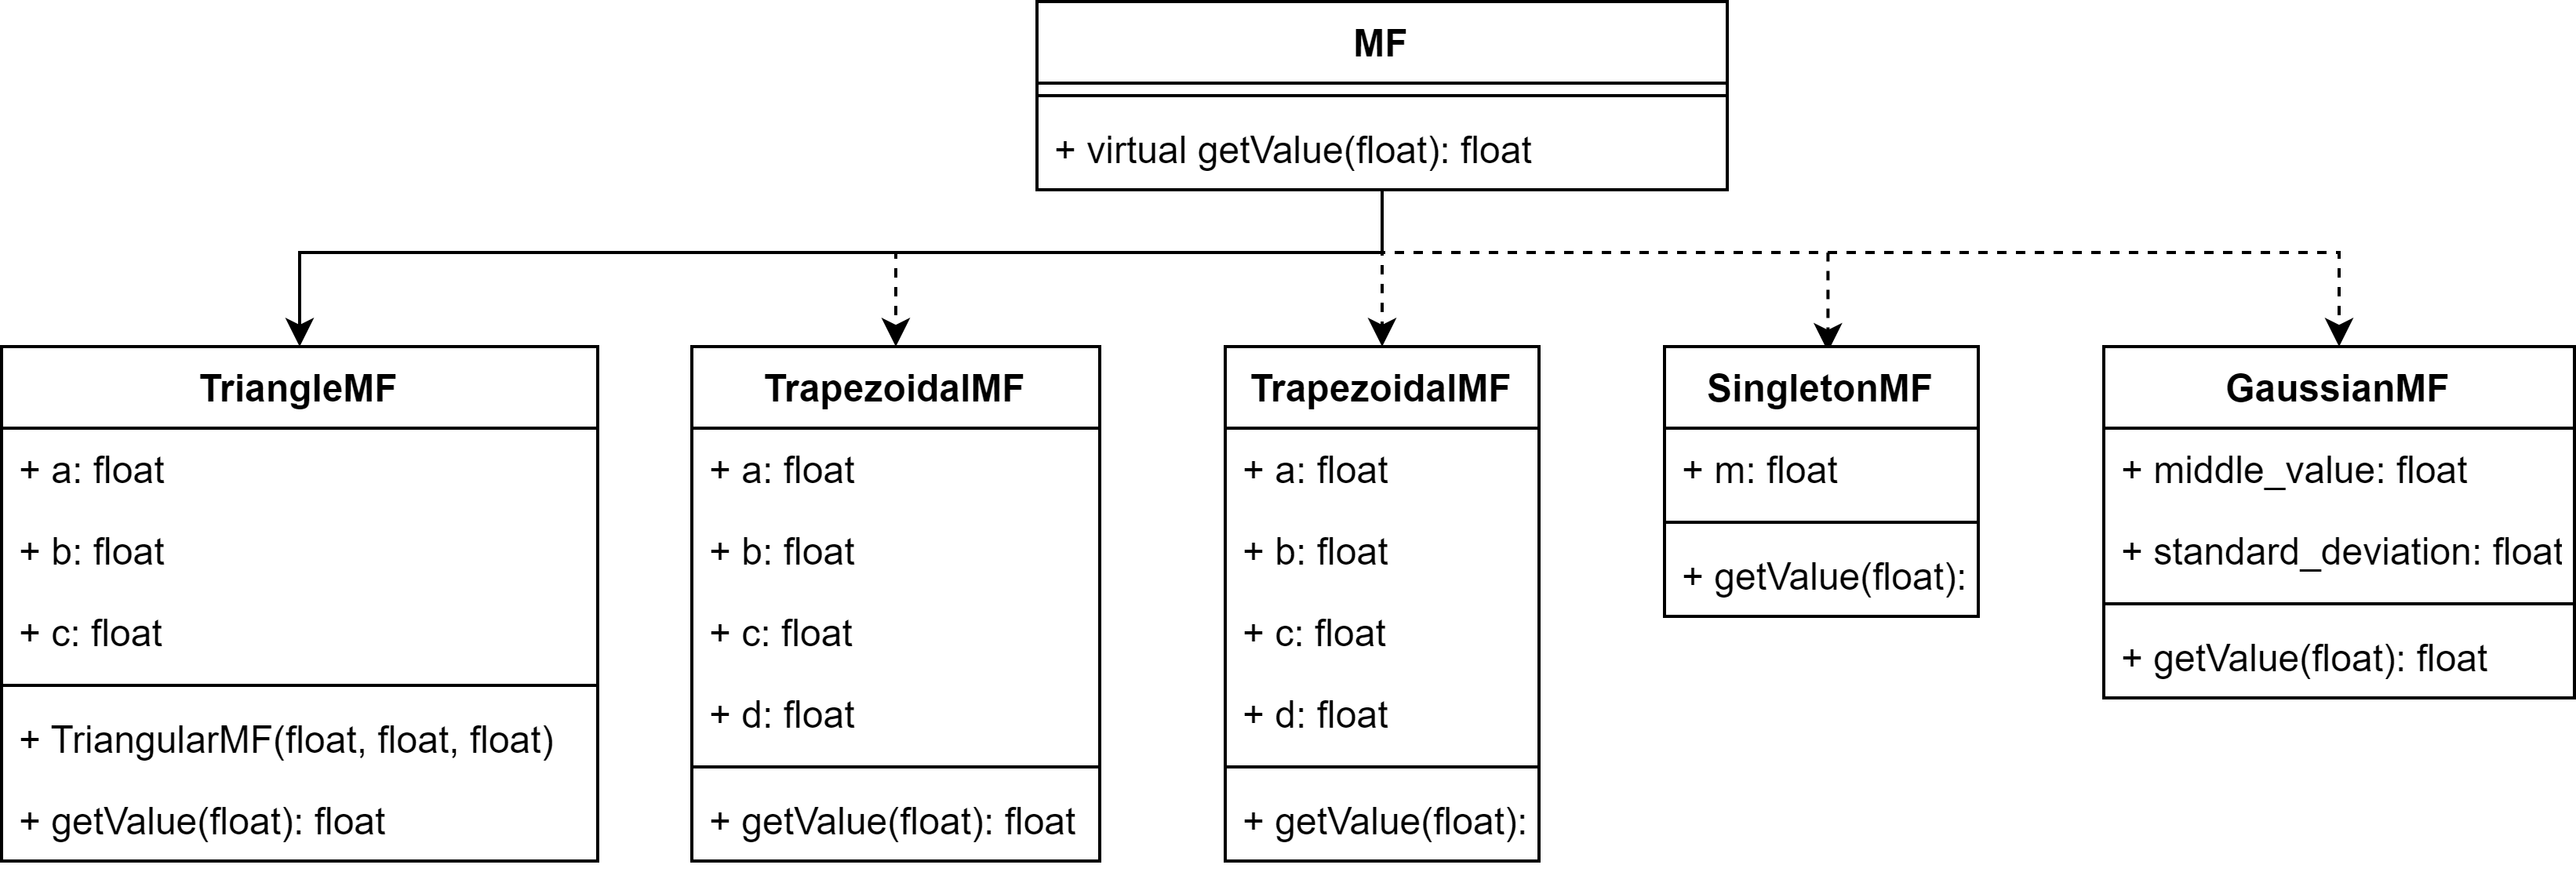 MF
+ virtual getValue(float): float
TriangleMF
+ a: float
+ b: float
+ c: float
+ TriangularMF(float, float, float)
+ getValue(float): float
TrapezoidalMF
+ a: float
+ b: float
+ c: float
+ d: float
+ getValue(float): float
TrapezoidalMF
+ a: float
+ b: float
+ c: float
+ d: float
+ getValue(float):
SingletonMF
+ m: float
+ getValue(float):
GaussianMF
+ middle_value: float
+ standard_deviation: float
+ getValue(float): float